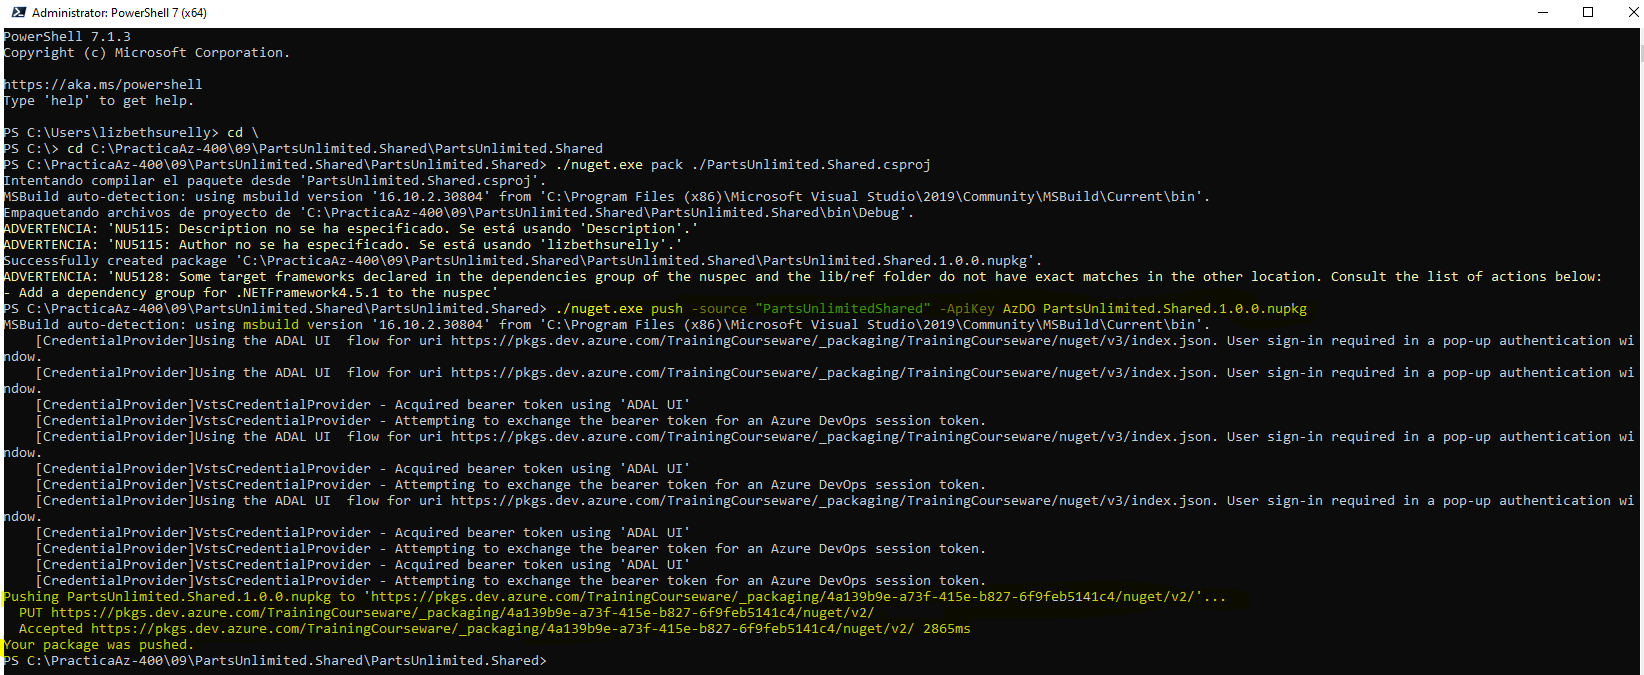 Administrator: PowerShell 7 (x64)
PowerShell 7.1.3
Copyright (c) Microsoft Corporation.
https://aka.ms/powershell
Type 'help' to get help.
PS C:\Users\lizbethsurelly> cd \
PS C:\> cd C:\PracticaAz-400\09\PartsUnlimited.Shared\PartsUnlimited.Shared
PS C:\PracticaAz-400\09\PartsUnlimited.Shared\PartsUnlimited.Shared> ./nuget.exe pack ./PartsUnlimited.Shared.csproj
Intentando compilar el paquete desde 'PartsUnlimited.Shared.csproj'.
MSBuild auto-detection: using msbuild version '16.10.2.30804' from 'C:\Program Files (x86)\Microsoft Visual Studio\2019\Community\MSBuild\Current\bin'.
Empaquetando archivos de proyecto de 'C:\PracticaAz-400\09\PartsUnlimited.Shared\PartsUnlimited.Shared\bin\Debug'.
ADVERTENCIA: 'NU5115: Description no se ha especificado. Se está usando 'Description'.'
ADVERTENCIA: 'NU5115: Author no se ha especificado. Se está usando 'lizbethsurelly'.'
Successfully created package 'C:\PracticaAz-400\09\PartsUnlimited.Shared\PartsUnlimited.Shared\PartsUnlimited.Shared.1.0.0.nupkg'.
ADVERTENCIA: 'NU5128: Some target frameworks declared in the dependencies group of the nuspec and the lib/ref folder do not have exact matches in the other location. Consult the list of actions below:
- Add a dependency group for .NETFramework4.5.1 to the nuspec'
PS C:\PracticaAz-400\09\PartsUnlimited.Shared\PartsUnlimited.Shared> ./nuget.exe push -source "PartsUnlimitedShared" -ApiKey AzDO PartsUnlimited.Shared.1.0.0.nupkg
MSBuild auto-detection: using msbuild version '16.10.2.30804' from 'C:\Program Files (x86)\Microsoft Visual Studio\2019\Community\MSBuild\Current\bin'.
[CredentialProvider]Using the ADAL UI  flow for uri https://pkgs.dev.azure.com/TrainingCourseware/_packaging/TrainingCourseware/nuget/v3/index.json. User sign-in required in a pop-up authentication wi
ndow.
[CredentialProvider]Using the ADAL UI  flow for uri https://pkgs.dev.azure.com/TrainingCourseware/_packaging/TrainingCourseware/nuget/v3/index.json. User sign-in required in a pop-up authentication wi
ndow.
[CredentialProvider]VstsCredentialProvider - Acquired bearer token using 'ADAL UI'
[CredentialProvider]VstsCredentialProvider - Attempting to exchange the bearer token for an Azure DevOps session token.
[CredentialProvider]Using the ADAL UI  flow for uri https://pkgs.dev.azure.com/TrainingCourseware/_packaging/TrainingCourseware/nuget/v3/index.json. User sign-in required in a pop-up authentication wi
ndow.
[CredentialProvider]VstsCredentialProvider - Acquired bearer token using 'ADAL UI'
[CredentialProvider]VstsCredentialProvider - Attempting to exchange the bearer token for an Azure DevOps session token.
[CredentialProvider]Using the ADAL UI  flow for uri https://pkgs.dev.azure.com/TrainingCourseware/_packaging/TrainingCourseware/nuget/v3/index.json. User sign-in required in a pop-up authentication wi
ndow.
[CredentialProvider]VstsCredentialProvider - Acquired bearer token using 'ADAL UI'
[CredentialProvider]VstsCredentialProvider - Attempting to exchange the bearer token for an Azure DevOps session token.
[CredentialProvider]VstsCredentialProvider - Acquired bearer token using 'ADAL UI'
[CredentialProvider]VstsCredentialProvider - Attempting to exchange the bearer token for an Azure DevOps session token.
Pushing PartsUnlimited.Shared.1.0.0.nupkg to 'https://pkgs.dev.azure.com/TrainingCourseware/_packaging/4a139b9e-a73f-415e-b827-6f9feb5141c4/nuget/v2/'...
PUT https://pkgs.dev.azure.com/TrainingCourseware/_packaging/4a139b9e-a73f-415e-b827-6f9feb5141c4/nuget/v2/
Accepted https://pkgs.dev.azure.com/TrainingCourseware/_packaging/4a139b9e-a73f-415e-b827-6f9feb5141c4/nuget/v2/ 2865ms
Your package was pushed.
PS C:\PracticaAz-400\09\PartsUnlimited.Shared\PartsUnlimited.Shared>